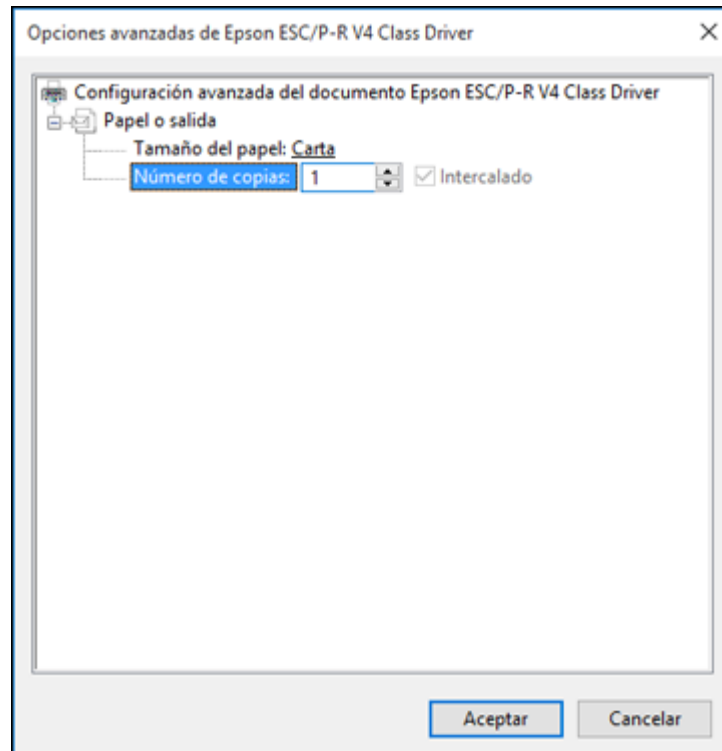 Opciones avanzadas de Epson ESC/P-R V4 Class Driver
Configuración avanzada del documento Epson ESC/P-R V4 Class Driver
Papel o salida
Tamaño del papel: Carta
Número de copias: 1 Intercalado
Aceptar Cancelar